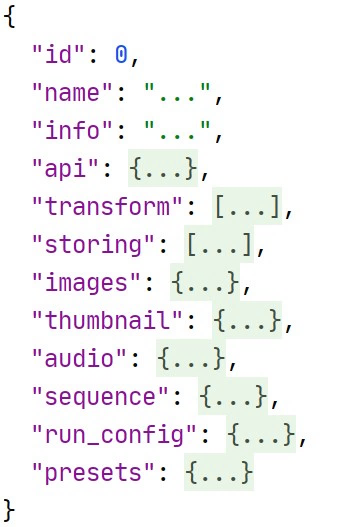 {
  "id": 0,
  "name": "...",
  "info": "...",
  "api": {...},
  "transform": [...],
  "storing": [...],
  "images": {...},
  "thumbnail": {...},
  "audio": {...},
  "sequence": {...},
  "run_config": {...},
  "presets": {...}
}